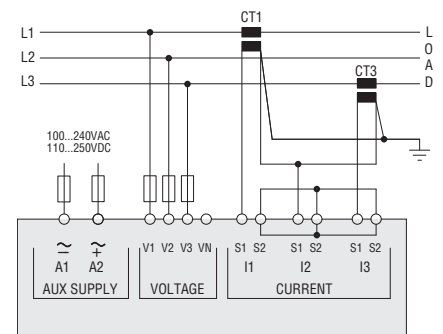 CT1
L1 L
L2 O
CT3 A
L3 D
100...240VAC
110...250VDC
V1 V2 V3 VN S1 S2 S1 S2 S1 S2
A1 A2 I1 I2 I3
AUX SUPPLY VOLTAGE CURRENT